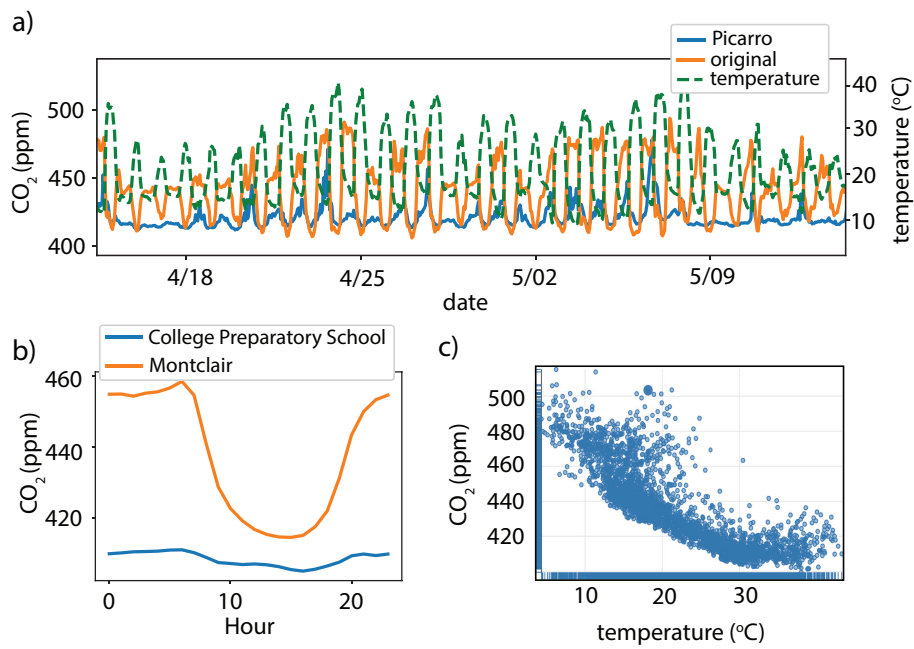 a)
Picarro
original
temperature
500
450
400
CO2 (ppm)
40
30
20
10
temperature (oC)
4/18 4/25 5/02 5/09
date
b)
College Preparatory School
Montclair
460
440
420
CO2 (ppm)
0 10 20
Hour
c)
500
480
460
440
420
CO2 (ppm)
10 20 30
temperature (oC)